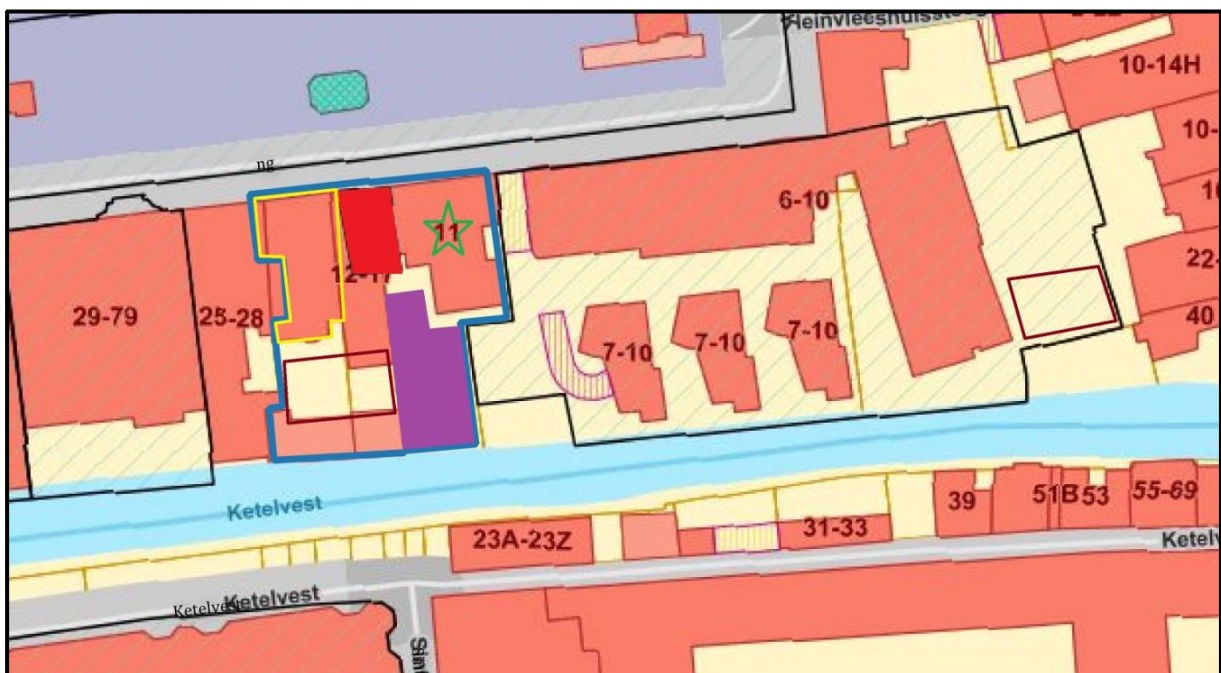 10-14H
ng
11
6-10
12-17
29-79
25-28
7-10
7-10
7-10
40
Ketelvest
39
51B
53
55-69
23A-23Z
31-33
Ketelvest
Ketelvest